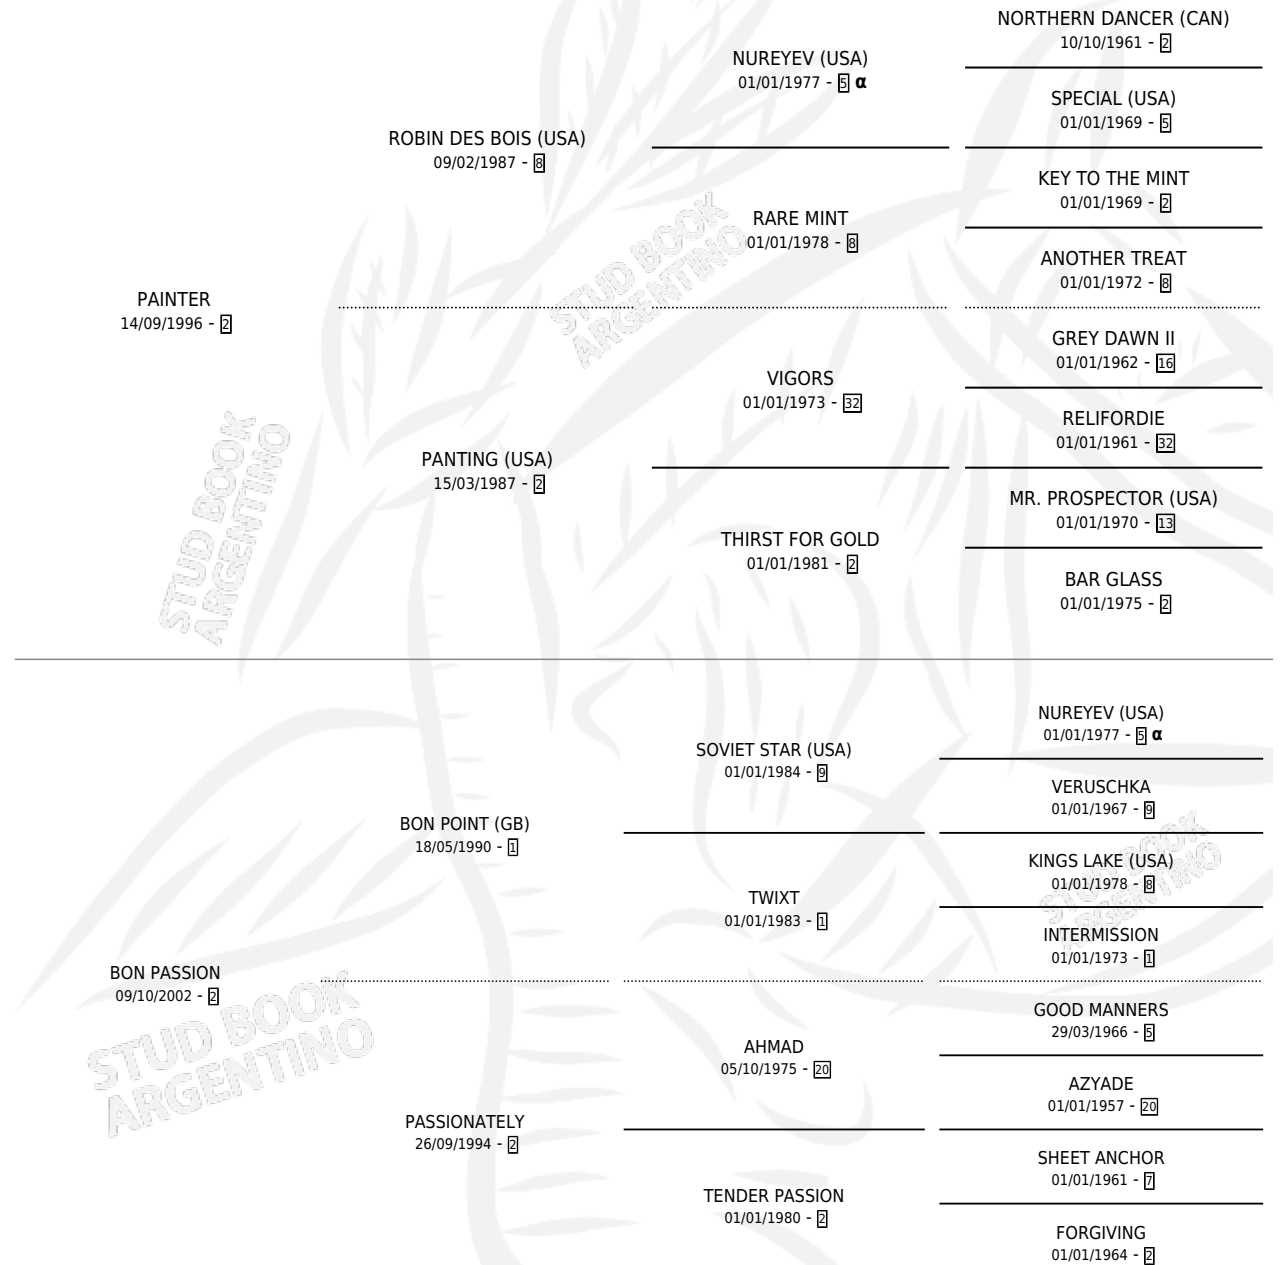 NORTHERN DANCER (CAN)
10/10/1961 - 2
NUREYEV (USA)
01/01/1977 - 5 α
SPECIAL (USA)
01/01/1969 - 5
ROBIN DES BOIS (USA)
09/02/1987 - 8
KEY TO THE MINT
01/01/1969 - 2
RARE MINT
01/01/1978 - 8
ANOTHER TREAT
01/01/1972 - 8
PAINTER
14/09/1996 - 2
GREY DAWN II
01/01/1962 - 16
VIGORS
01/01/1973 - 32
RELIFORDIE
01/01/1961 - 32
PANTING (USA)
15/03/1987 - 2
MR. PROSPECTOR (USA)
01/01/1970 - 13
THIRST FOR GOLD
01/01/1981 - 2
BAR GLASS
01/01/1975 - 2
NUREYEV (USA)
01/01/1977 - 5 α
SOVIET STAR (USA)
01/01/1984 - 9
VERUSCHKA
01/01/1967 - 9
BON POINT (GB)
18/05/1990 - 1
KINGS LAKE (USA)
01/01/1978 - 8
TWIXT
01/01/1983 - 1
INTERMISSION
01/01/1973 - 1
BON PASSION
09/10/2002 - 2
GOOD MANNERS
29/03/1966 - 5
AHMAD
05/10/1975 - 20
AZYADE
01/01/1957 - 20
PASSIONATELY
26/09/1994 - 2
SHEET ANCHOR
01/01/1961 - 7
TENDER PASSION
01/01/1980 - 2
FORGIVING
01/01/1964 - 2
STUD BOOK
ARGENTINO
STUD BOOK
ARGENTINO
STUD BOOK
ARGENTINO
STUD BOOK
ARGENTINO